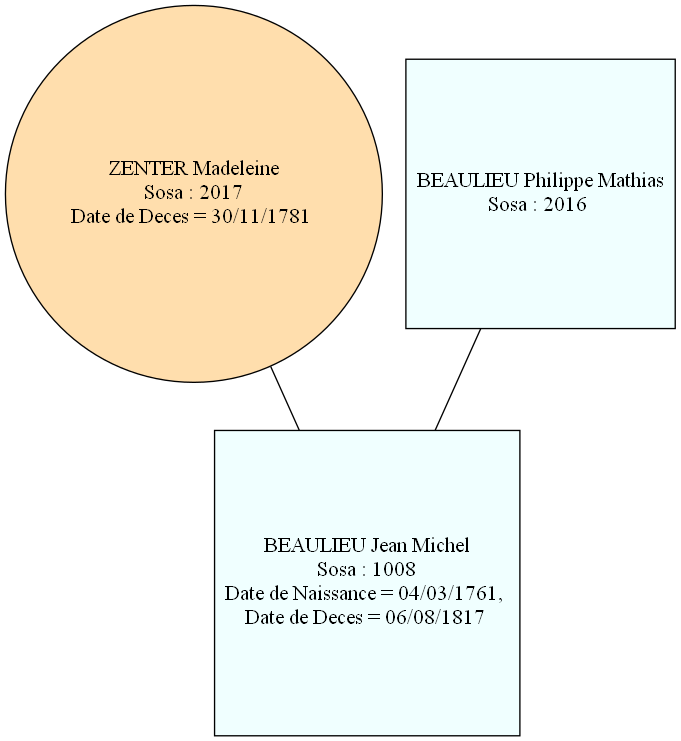 ZENTER Madeleine
Sosa : 2017
Date de Deces = 30/11/1781
BEAULIEU Philippe Mathias
Sosa : 2016
BEAULIEU Jean Michel
Sosa : 1008
Date de Naissance = 04/03/1761,
Date de Deces = 06/08/1817